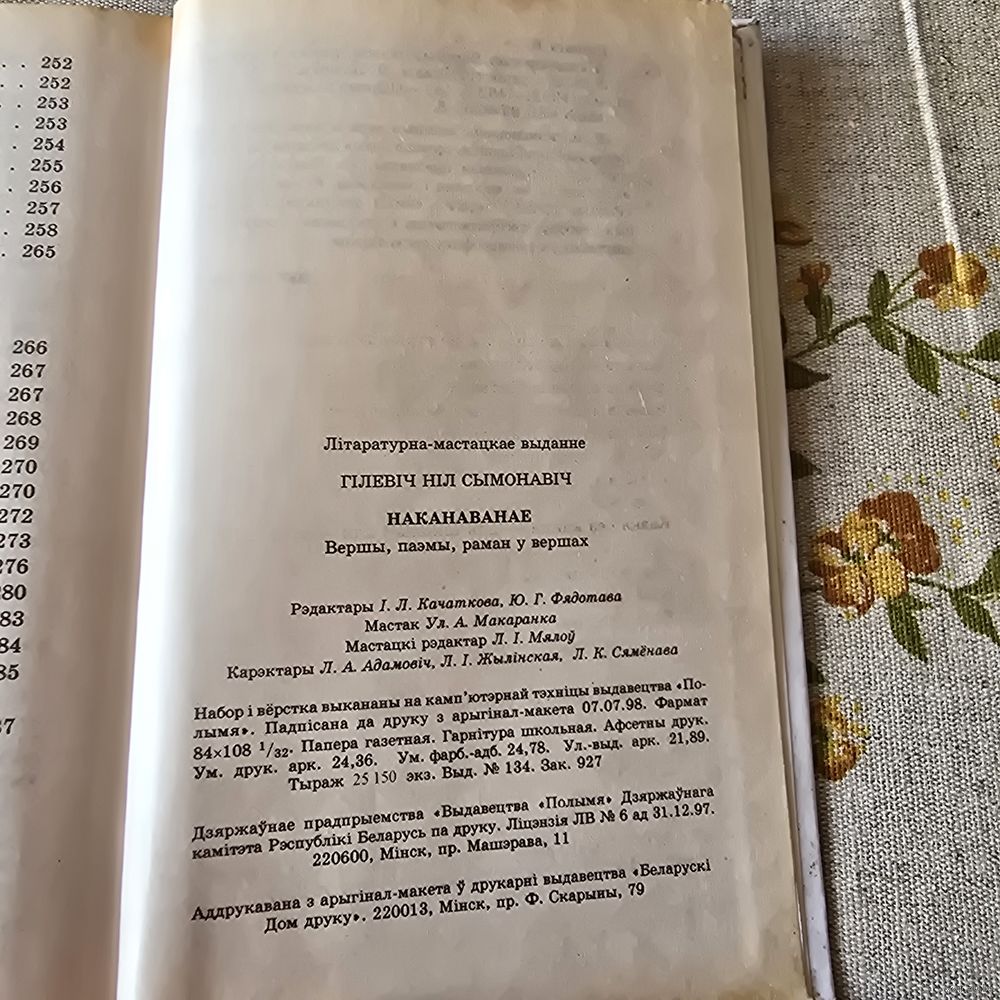 . . 252
. . 252
. 253
. 253
. 254
. 255
. 256
. 257
. 258
. 265
266
267
267
268
269
270
270
272
273
276
280
83
84
85
37
Літаратурна-мастацкае выданне
ГІЛЕВІЧ НІЛ СЫМОНАВІЧ
НАКАНАВАНАЕ
Вершы, паэмы, раман у вершах
Рэдактары І. Л. Качаткова, Ю. Г. Фядотава
Мастак Ул. А. Макаранка
Мастацкі рэдактар Л. І. Мялоў
Карэктары Л. А. Адамовіч, Л. І. Жылінская, Л. К. Сямёнава
Набор і вёрстка выкананы на камп'ютэрнай тэхніцы выдавецтва «По-
лымя». Падпісана да друку з арыгінал-макета 07.07.98. Фармат
84×108 1/32. Папера газетная. Гарнітура школьная. Афсетны друк.
Ум. друк. арк. 24,36. Ум. фарб.-адб. 24,78. Ул.-выд. арк. 21,89.
Тыраж 25 150 экз. Выд. № 134. Зак. 927
Дзяржаўнае прадпрыемства «Выдавецтва «Полымя» Дзяржаўнага
камітэта Рэспублікі Беларусь па друку. Ліцэнзія ЛВ № 6 ад 31.12.97.
220600, Мінск, пр. Машэрава, 11
Аддрукавана з арыгінал-макета ў друкарні выдавецтва «Беларускі
Дом друку». 220013, Мінск, пр. Ф. Скарыны, 79